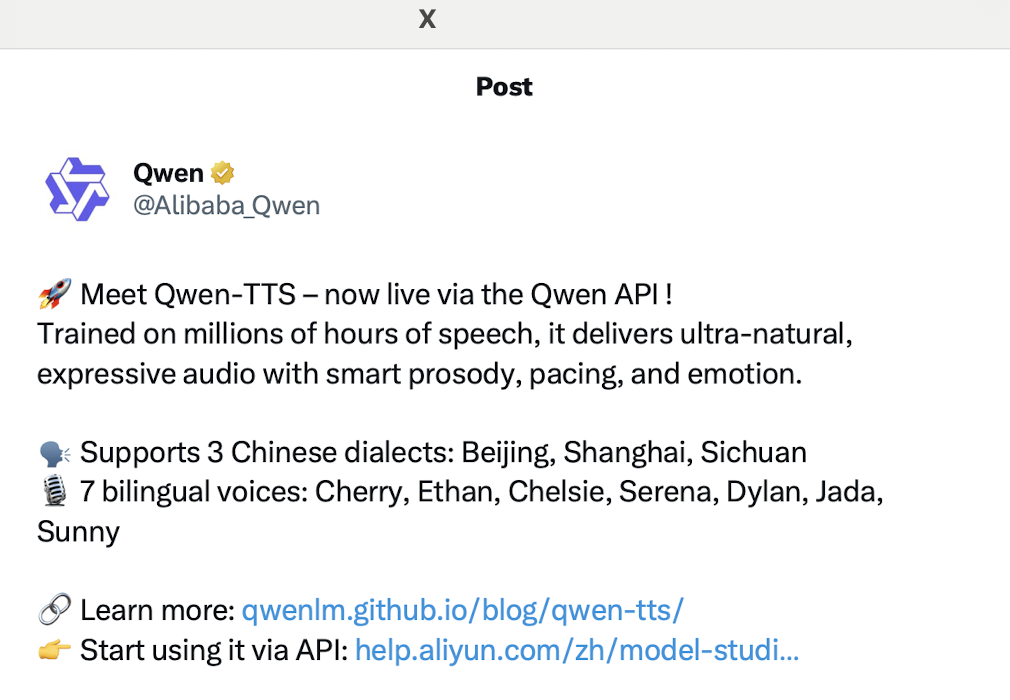 X
Post
Qwen
@Alibaba_Qwen
🚀 Meet Qwen-TTS – now live via the Qwen API !
Trained on millions of hours of speech, it delivers ultra-natural,
expressive audio with smart prosody, pacing, and emotion.
🗣️ Supports 3 Chinese dialects: Beijing, Shanghai, Sichuan
🎙️ 7 bilingual voices: Cherry, Ethan, Chelsie, Serena, Dylan, Jada,
Sunny
🔗 Learn more: qwenlm.github.io/blog/qwen-tts/
👉 Start using it via API: help.aliyun.com/zh/model-studi...